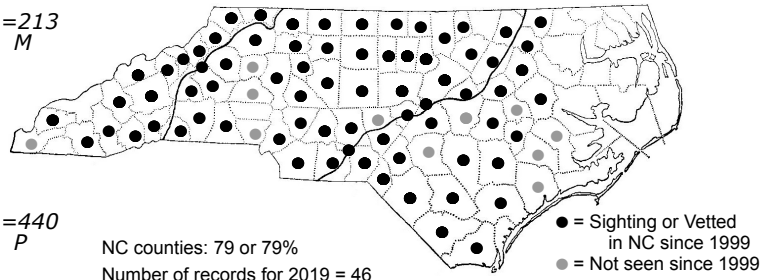 =213
M
=440
P
NC counties: 79 or 79%
Number of records for 2019 = 46
= Sighting or Vetted
in NC since 1999
= Not seen since 1999